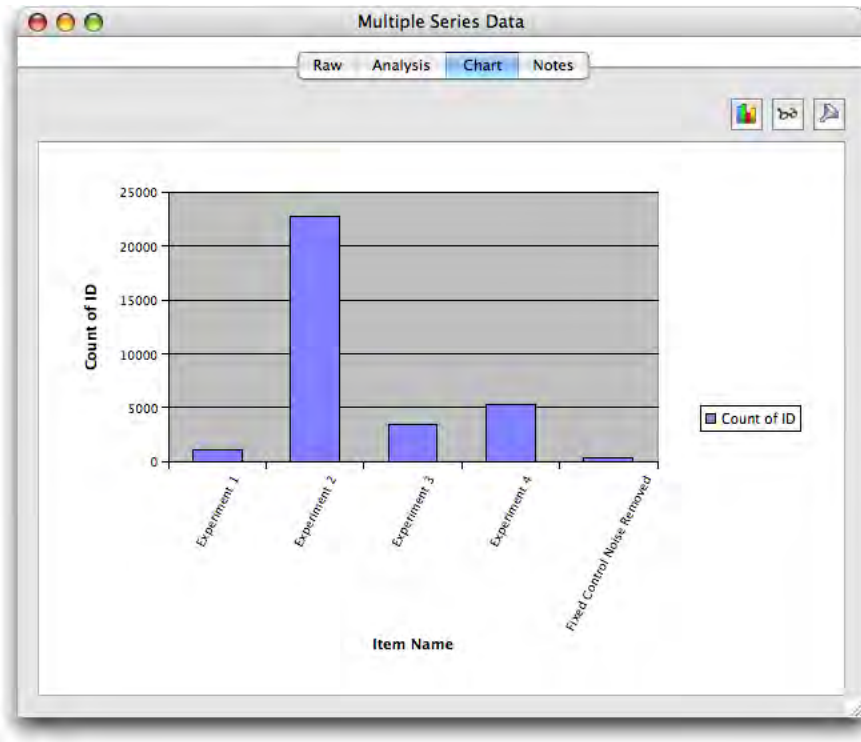 Multiple Series Data
Raw Analysis Chart Notes
25000
20000
15000
10000
5000
0
Count of ID
Count of ID
Experiment 1
Experiment 2
Experiment 3
Experiment 4
Fixed Control Noise Removed
Item Name